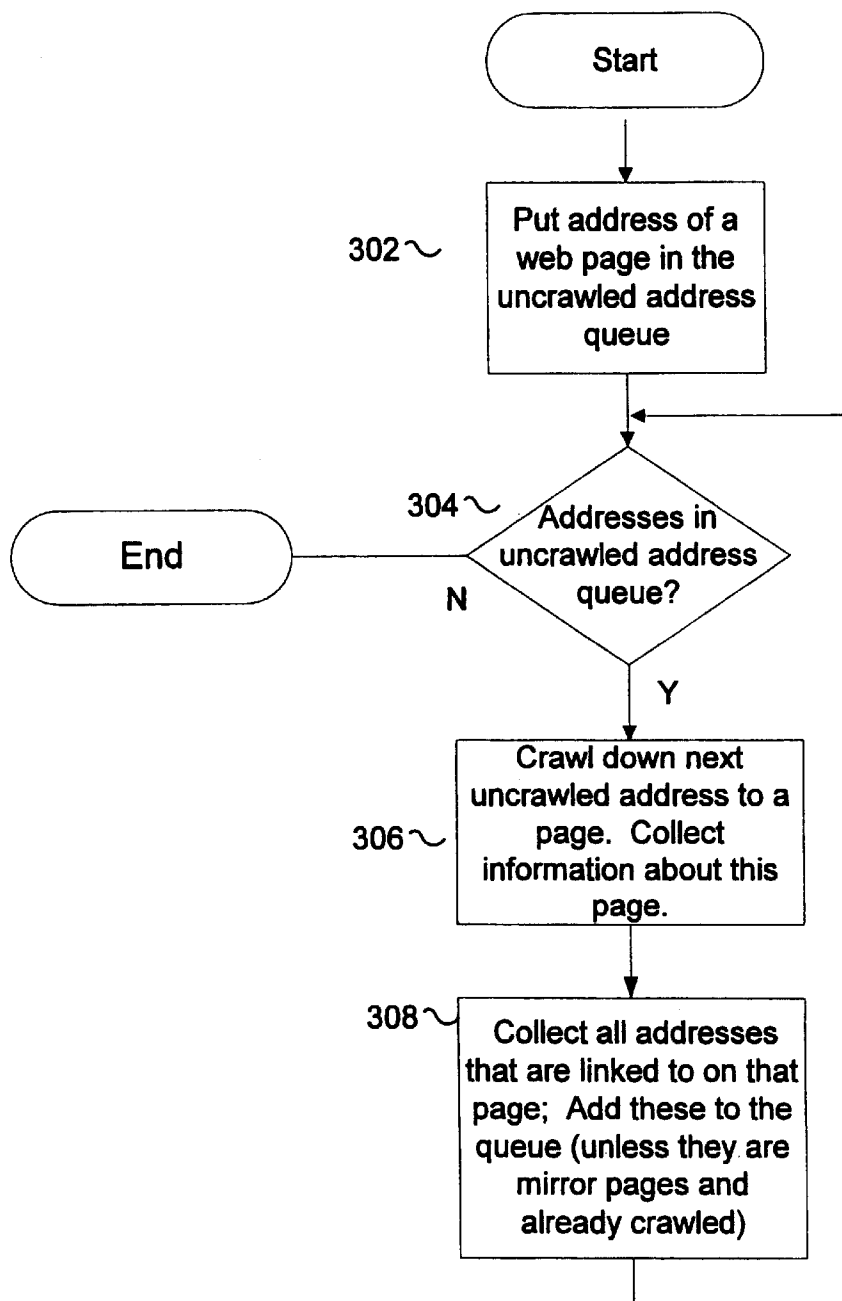 Start
302
Put address of a
web page in the
uncrawled address
queue
304
Addresses in
uncrawled address
queue?
End
N
Y
306
Crawl down next
uncrawled address to a
page. Collect
information about this
page.
308
Collect all addresses
that are linked to on that
page; Add these to the
queue (unless they are
mirror pages and
already crawled)